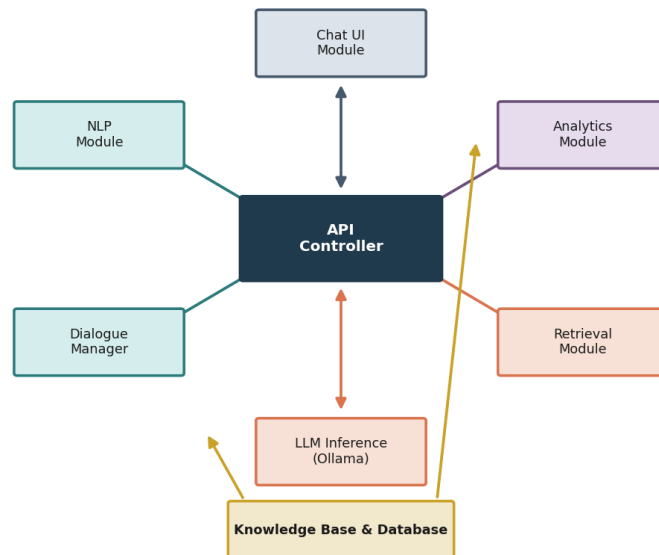 Chat UI
Module
NLP
Module
Analytics
Module
API
Controller
Dialogue
Manager
Retrieval
Module
LLM Inference
(Ollama)
Knowledge Base & Database